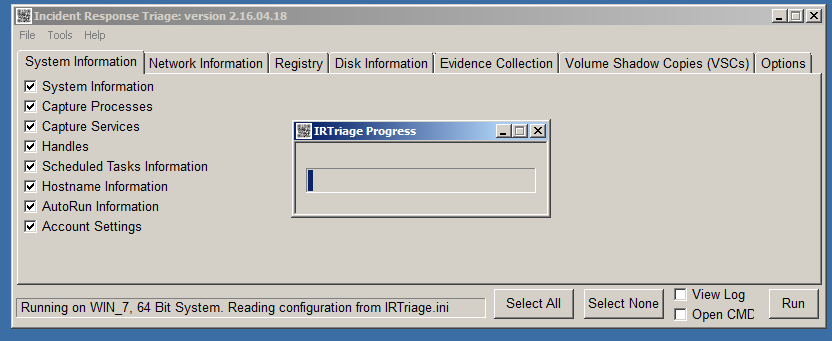 Incident Response Triage: version 2.16.04.18
File Tools Help
System Information Network Information Registry Disk Information Evidence Collection Volume Shadow Copies (VSCs) Options
System Information
Capture Processes
Capture Services
Handles
Scheduled Tasks Information
Hostname Information
AutoRun Information
Account Settings
IRTriage Progress
Running on WIN_7, 64 Bit System. Reading configuration from IRTriage.ini
Select All
Select None
View Log
Open CMD
Run